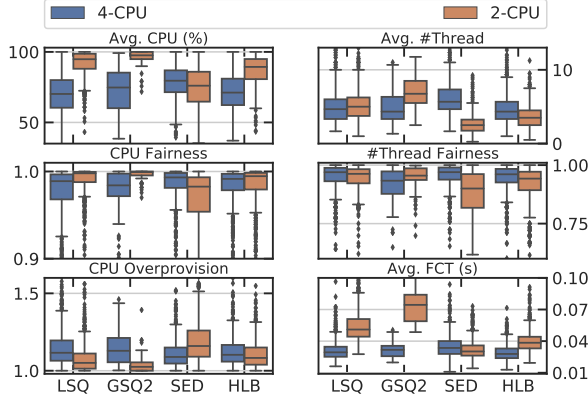 4-CPU 2-CPU
Avg. CPU (%) Avg. #Thread
100
50
10
0
CPU Fairness #Thread Fairness
1.0
0.9
1.00
0.75
CPU Overprovision Avg. FCT (s)
1.5
1.0
0.10
0.07
0.04
0.01
LSQ GSQ2 SED HLB LSQ GSQ2 SED HLB